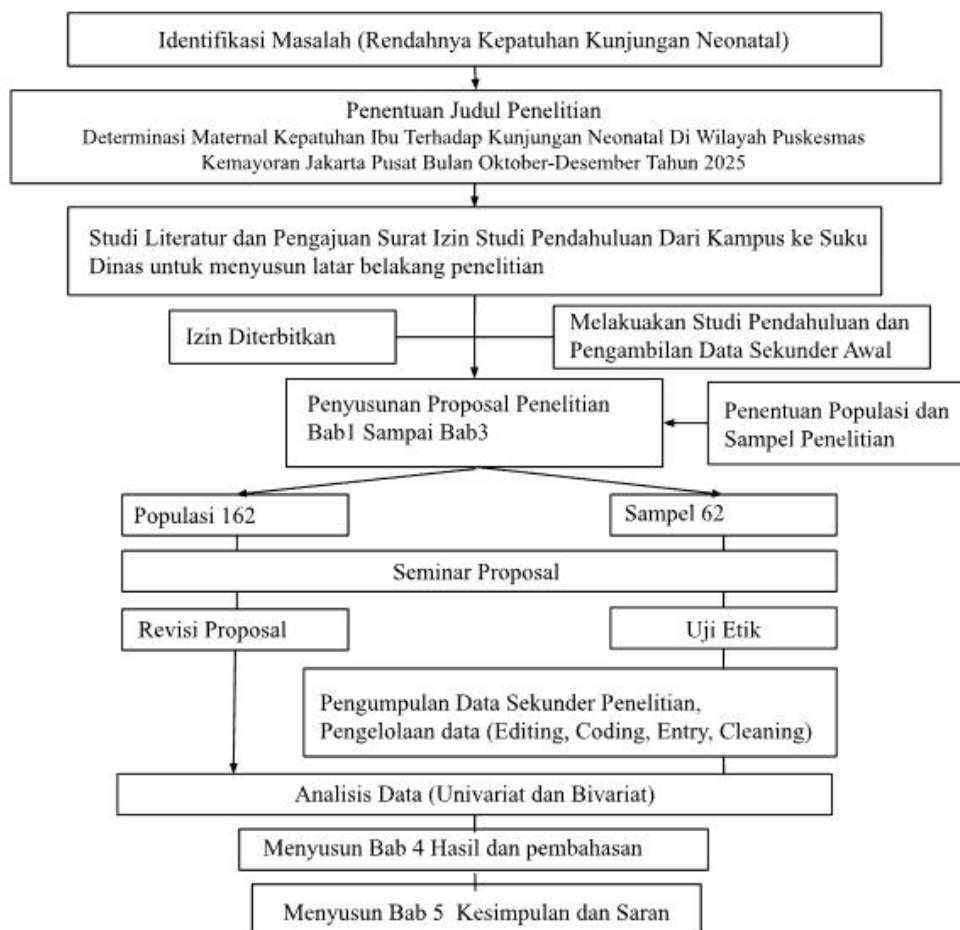 Identifikasi Masalah (Rendahnya Kepatuhan Kunjungan Neonatal)
Penentuan Judul Penelitian
Determinasi Maternal Kepatuhan Ibu Terhadap Kunjungan Neonatal Di Wilayah Puskesmas
Kemayoran Jakarta Pusat Bulan Oktober-Desember Tahun 2025
Studi Literatur dan Pengajuan Surat Izin Studi Pendahuluan Dari Kampus ke Suku
Dinas untuk menyusun latar belakang penelitian
Izin Diterbitkan
Melakuakan Studi Pendahuluan dan
Pengambilan Data Sekunder Awal
Penyusunan Proposal Penelitian
Bab1 Sampai Bab3
Penentuan Populasi dan
Sampel Penelitian
Populasi 162
Sampel 62
Seminar Proposal
Revisi Proposal
Uji Etik
Pengumpulan Data Sekunder Penelitian,
Pengelolaan data (Editing, Coding, Entry, Cleaning)
Analisis Data (Univariat dan Bivariat)
Menyusun Bab 4 Hasil dan pembahasan
Menyusun Bab 5 Kesimpulan dan Saran